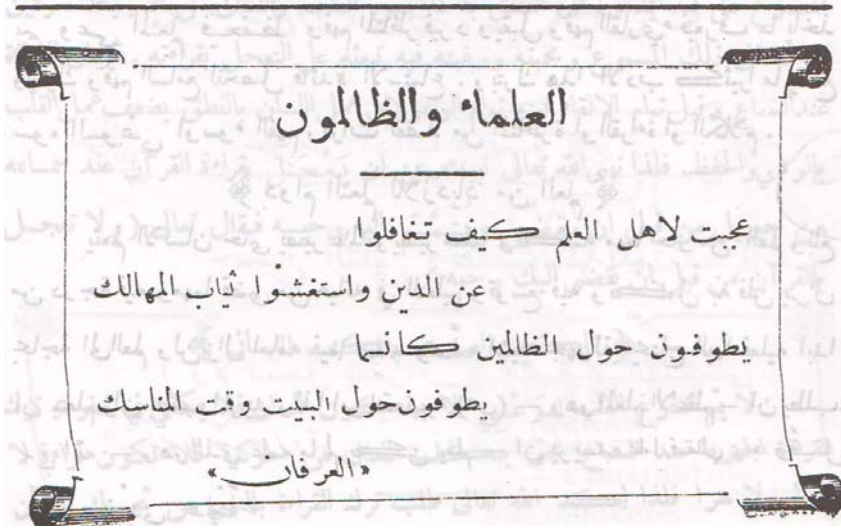 العلماء والظالمون
عجبت لاهل العلم كيف تغافلوا
عن الدين واستغشوا ثياب المهالك
يطوفون حول الظالمين كانما
يطوفون حول البيت وقت المناسك
«العرفان»